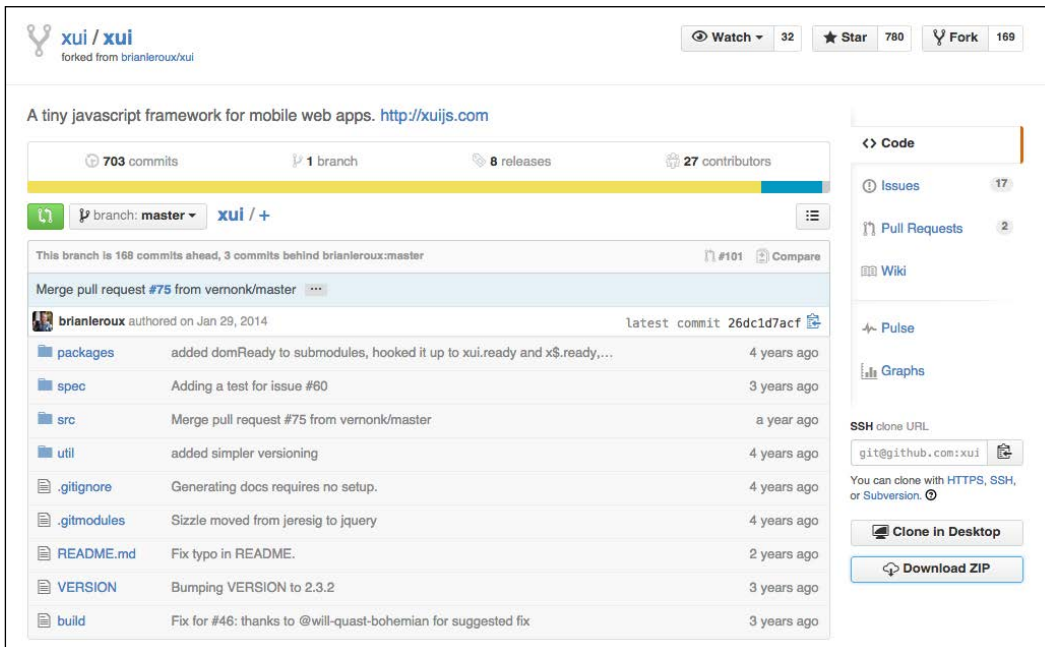 xui / xui
forked from brianleroux/xui
Watch 32 Star 780 Fork 169
A tiny javascript framework for mobile web apps. http://xuijs.com
703 commits 1 branch 8 releases 27 contributors
branch: master xui / +
This branch is 168 commits ahead, 3 commits behind brianleroux:master #101 Compare
Merge pull request #75 from vernonk/master ...
brianleroux authored on Jan 29, 2014 latest commit 26dc1d7acf
packages added domReady to submodules, hooked it up to xui.ready and x$.ready,... 4 years ago
spec Adding a test for issue #60 3 years ago
src Merge pull request #75 from vernonk/master a year ago
util added simpler versioning 4 years ago
.gitignore Generating docs requires no setup. 4 years ago
.gitmodules Sizzle moved from jeresig to jquery 4 years ago
README.md Fix typo in README. 2 years ago
VERSION Bumping VERSION to 2.3.2 3 years ago
build Fix for #46: thanks to @will-quast-bohemian for suggested fix 3 years ago
<> Code
Issues 17
Pull Requests 2
Wiki
Pulse
Graphs
SSH clone URL
git@github.com:xui
You can clone with HTTPS, SSH,
or Subversion. ?
Clone in Desktop
Download ZIP